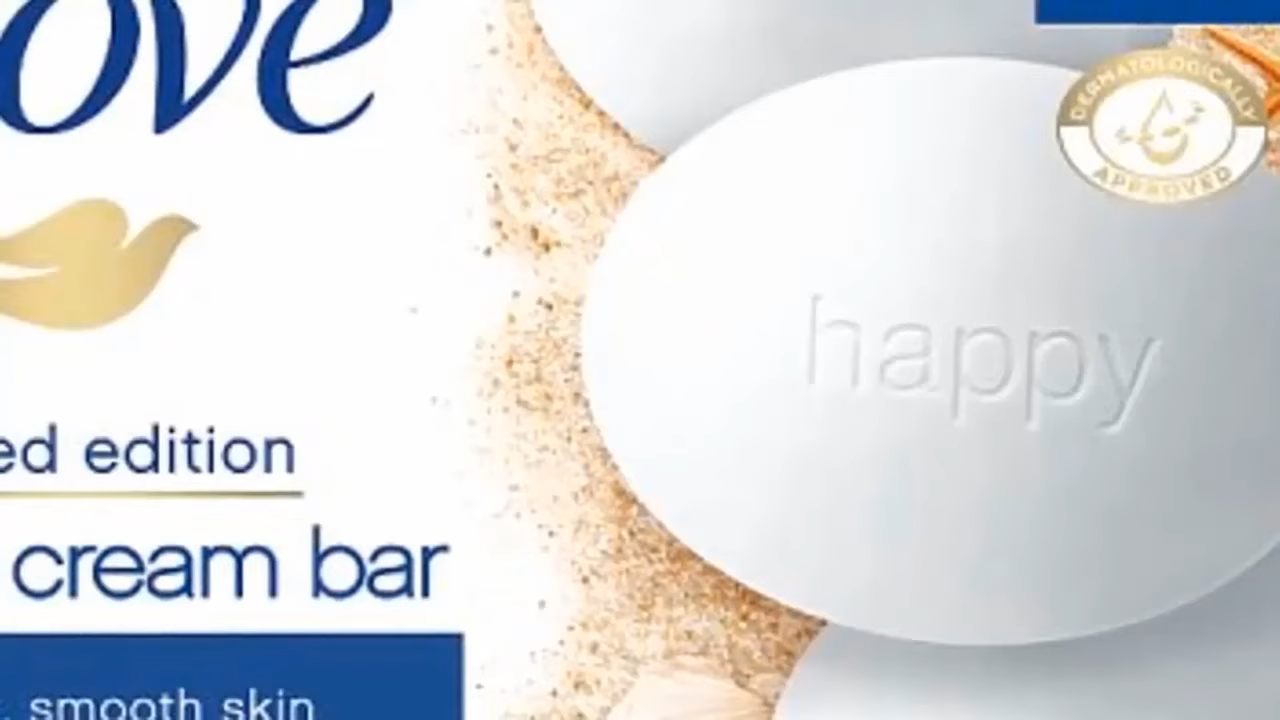 ove
DERMATOLOGICALLY
APPROVED
happy
ed edition
cream bar
smooth skin